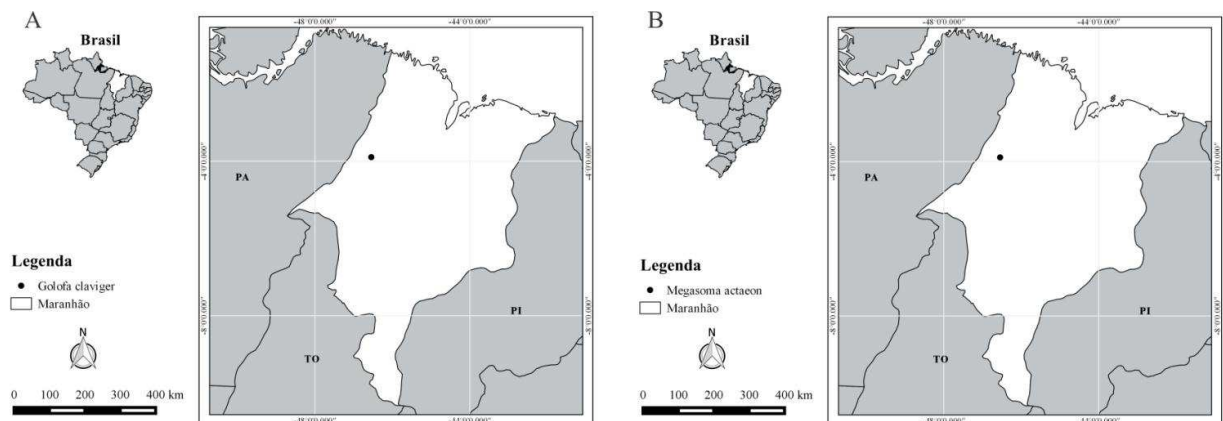 A
Brasil
-48°0'0.000"
-44°0'0.000"
-4°0'0.000"
-4°0'0.000"
PA
Legenda
Golofa claviger
Maranhão
-8°0'0.000"
-8°0'0.000"
PI
N
TO
0 100 200 300 400 km
-48°0'0.000"
-44°0'0.000"
B
Brasil
-48°0'0.000"
-44°0'0.000"
-4°0'0.000"
-4°0'0.000"
PA
Legenda
Megasoma actaeon
Maranhão
-8°0'0.000"
-8°0'0.000"
PI
N
TO
0 100 200 300 400 km
-48°0'0.000"
-44°0'0.000"